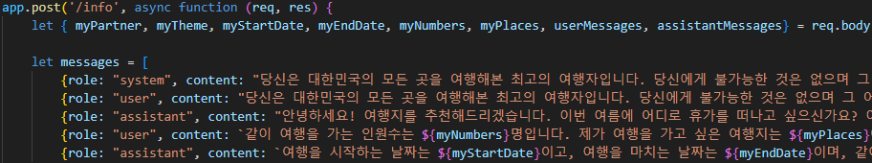 app.post('/info', async function (req, res) {
let { myPartner, myTheme, myStartDate, myEndDate, myNumbers, myPlaces, userMessages, assistantMessages} = req.body
let messages = [
{role: "system", content: "당신은 대한민국의 모든 곳을 여행해본 최고의 여행자입니다. 당신에게 불가능한 것은 없으며 그
{role: "user", content: "당신은 대한민국의 모든 곳을 여행해본 최고의 여행자입니다. 당신에게 불가능한 것은 없으며 그 어
{role: "assistant", content: "안녕하세요! 여행지를 추천해드리겠습니다. 이번 여름에 어디로 휴가를 떠나고 싶으신가요?
{role: "user", content: `같이 여행을 가는 인원수는 ${myNumbers}명입니다. 제가 여행을 가고 싶은 여행지는 ${myPlaces}
{role: "assistant", content: `여행을 시작하는 날짜는 ${myStartDate}이고, 여행을 마치는 날짜는 ${myEndDate}이며, 같이